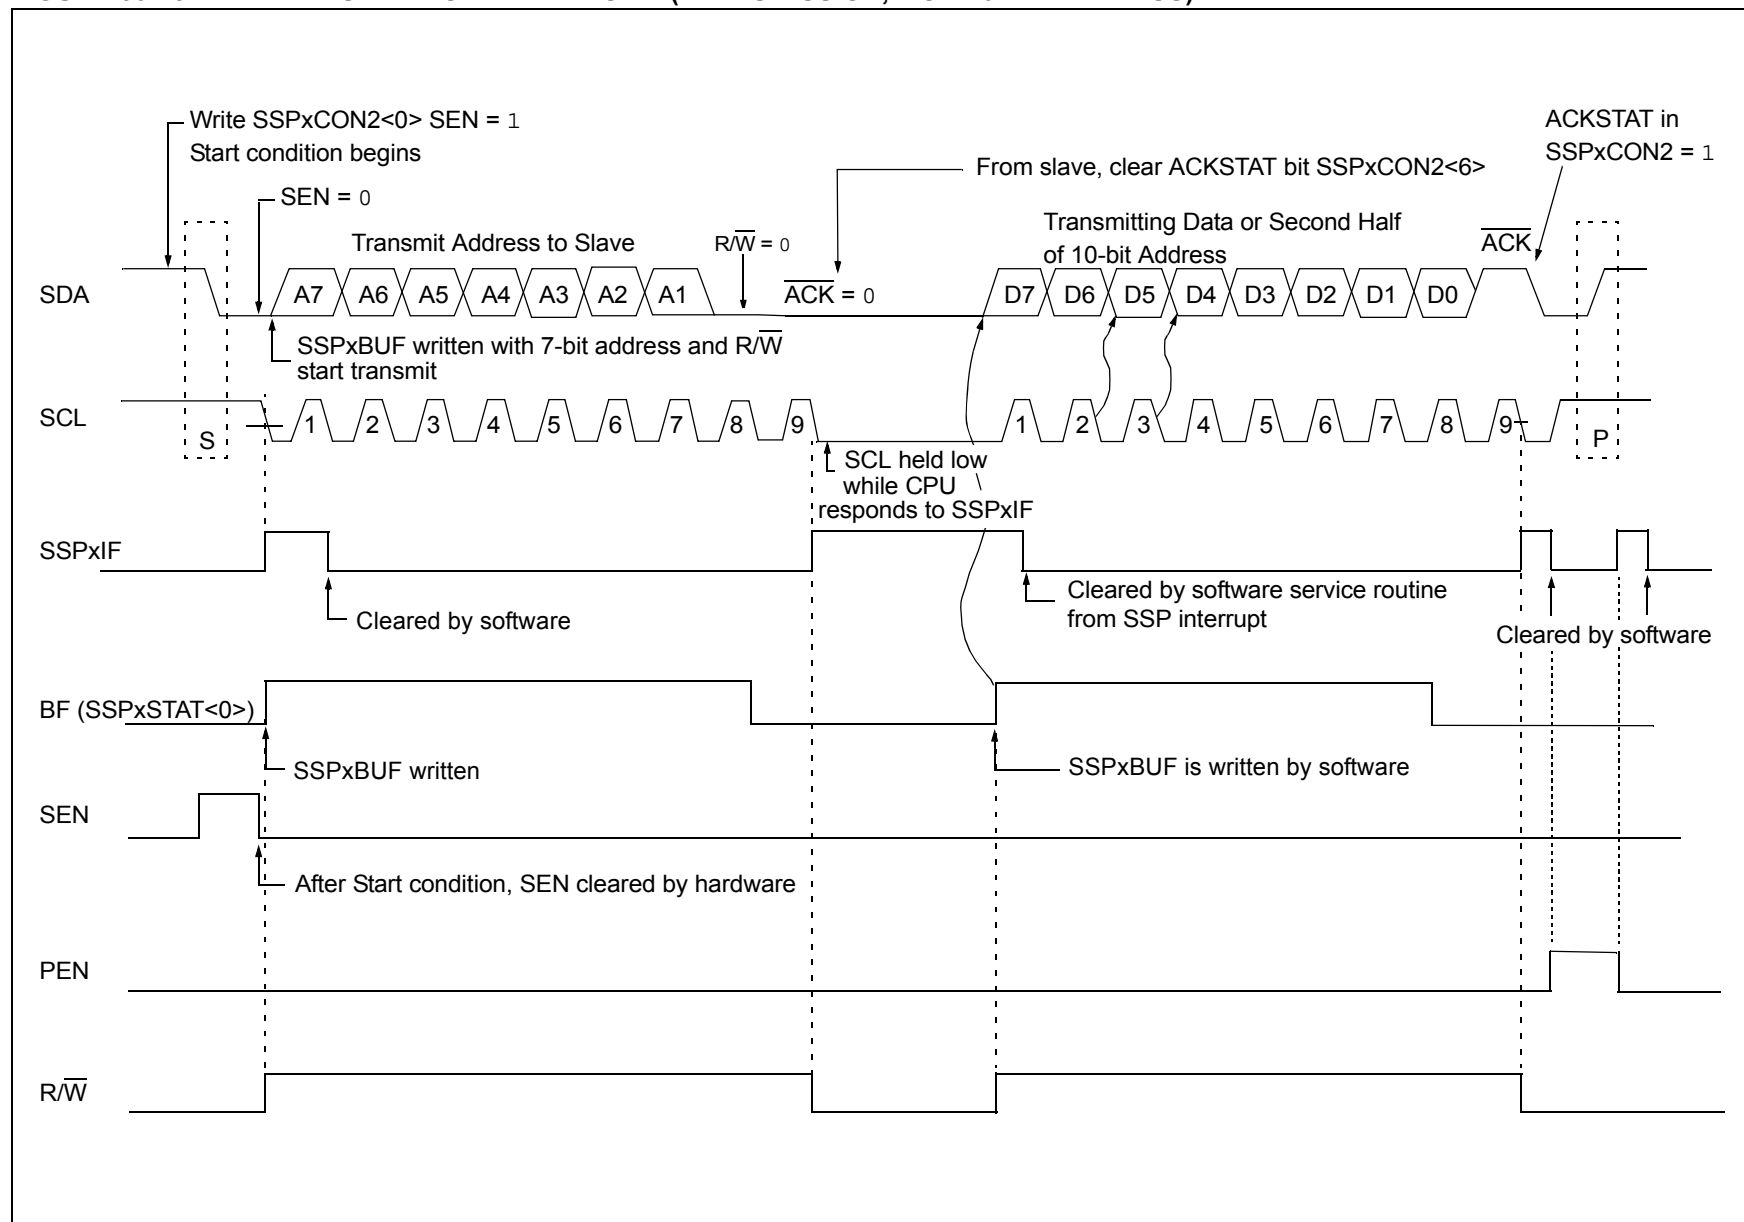 Write SSPxCON2<0> SEN = 1
Start condition begins
ACKSTAT in
SSPxCON2 = 1
From slave, clear ACKSTAT bit SSPxCON2<6>
SEN = 0
Transmitting Data or Second Half
of 10-bit Address
Transmit Address to Slave
R/W̅ = 0
A̅C̅K̅
SDA
A7 A6 A5 A4 A3 A2 A1
A̅C̅K̅ = 0
D7 D6 D5 D4 D3 D2 D1 D0
SSPxBUF written with 7-bit address and R/W̅
start transmit
SCL
S
1 2 3 4 5 6 7 8 9
1 2 3 4 5 6 7 8 9
P
SCL held low
while CPU
responds to SSPxIF
SSPxIF
Cleared by software
Cleared by software service routine
from SSP interrupt
Cleared by software
BF (SSPxSTAT<0>)
SSPxBUF written
SSPxBUF is written by software
SEN
After Start condition, SEN cleared by hardware
PEN
R/W̅